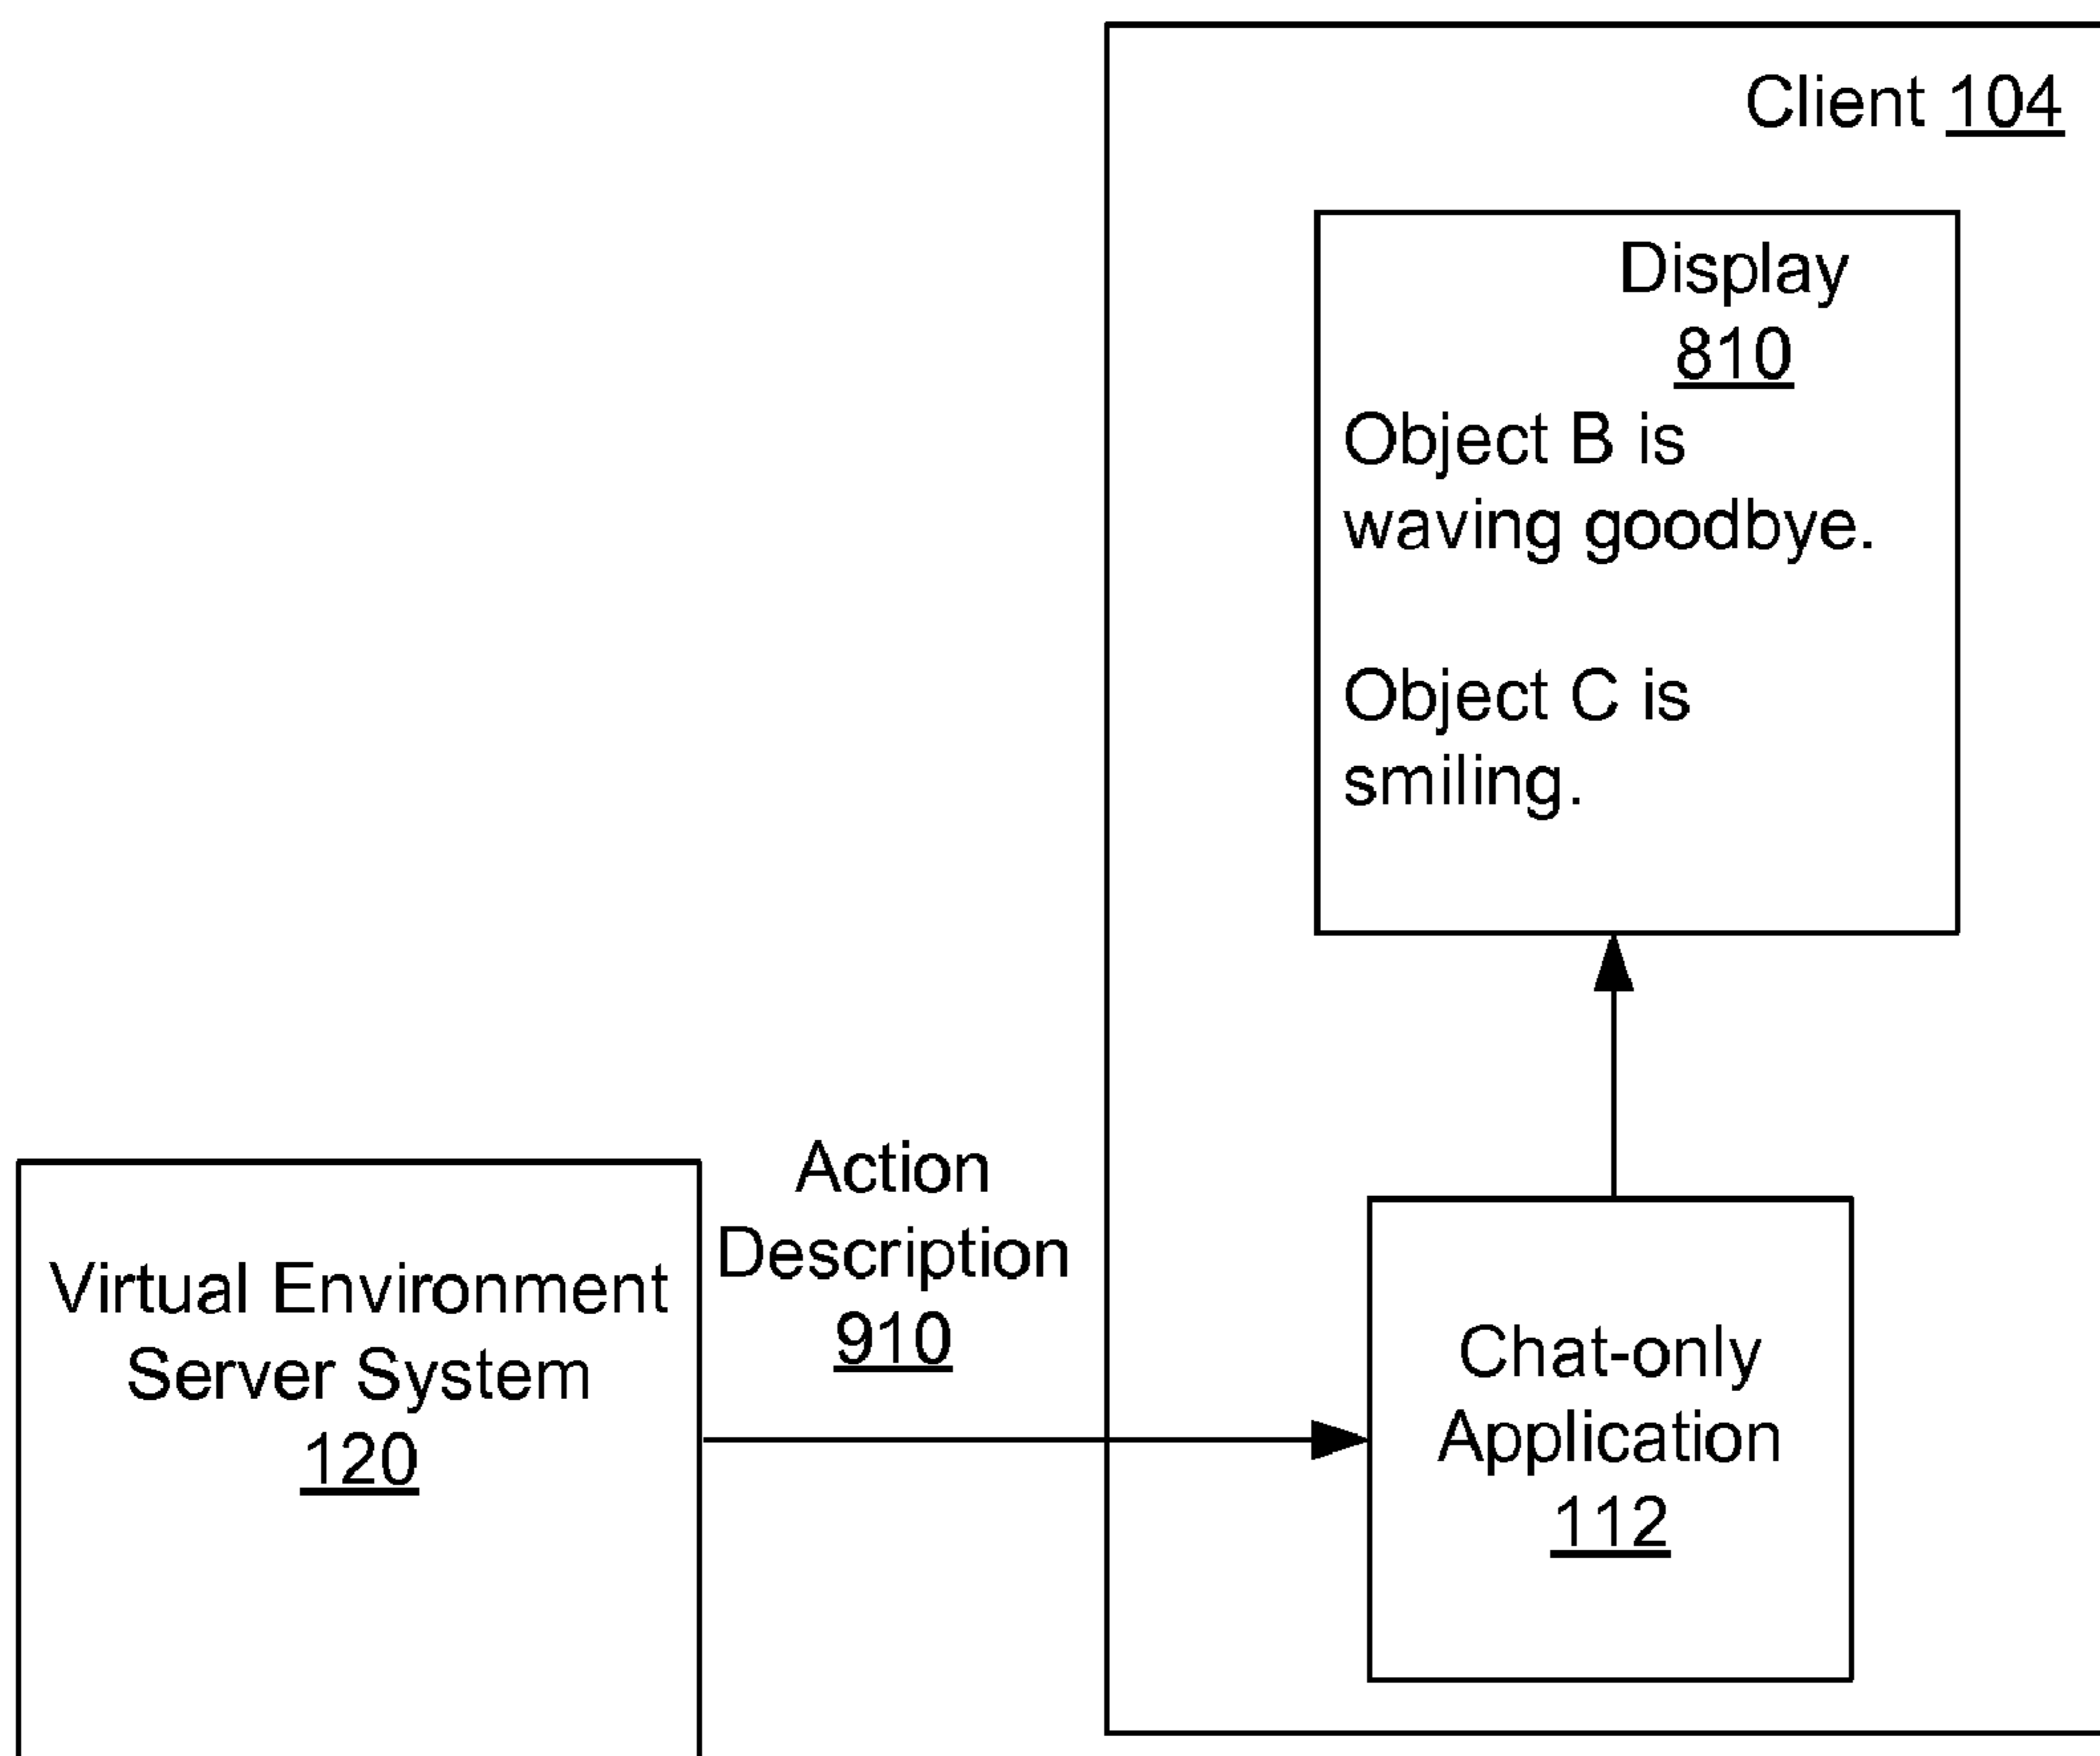 Client 104
Display
810
Object B is
waving goodbye.
Object C is
smiling.
Action
Description
910
Virtual Environment
Server System
120
Chat-only
Application
112